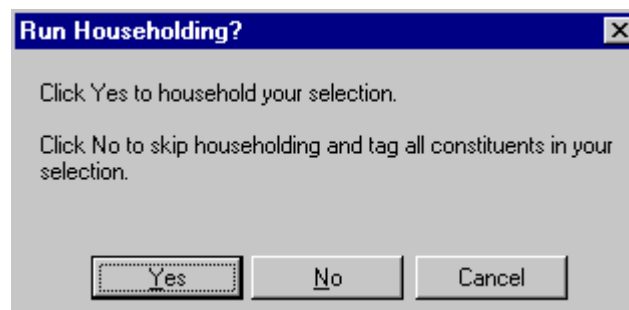 Run Householding?
Click Yes to household your selection.
Click No to skip householding and tag all constituents in your
selection.
Yes No Cancel